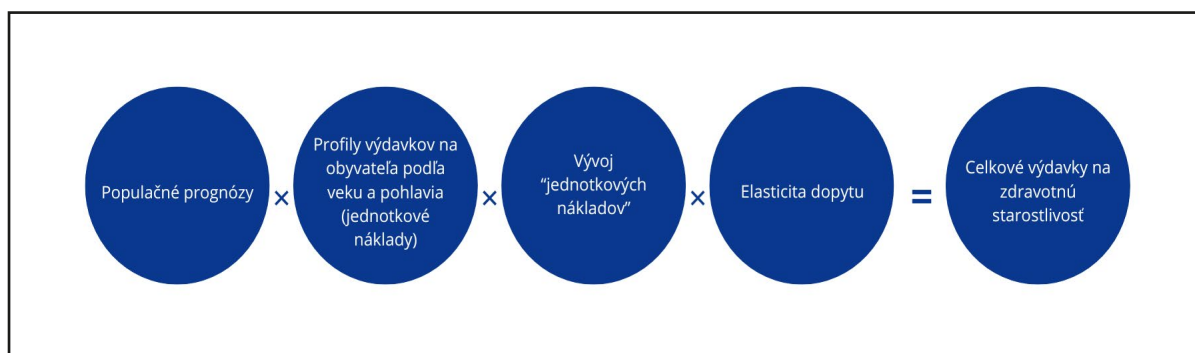 Populačné prognózy
×
Profily výdavkov na
obyvateľa podľa
veku a pohlavia
(jednotkové
náklady)
×
Vývoj
“jednotkových
nákladov”
×
Elasticita dopytu
=
Celkové výdavky na
zdravotnú
starostlivosť